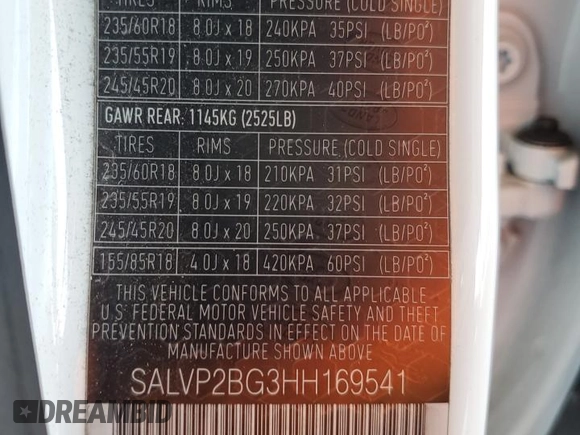 TIRES RIMS PRESSURE (COLD SINGLE)
235/60R18 8.0J x 18 240KPA 35PSI (LB/PO²)
235/55R19 8.0J x 19 250KPA 37PSI (LB/PO²)
245/45R20 8.0J x 20 270KPA 40PSI (LB/PO²)
GAWR REAR: 1145KG (2525LB)
TIRES RIMS PRESSURE (COLD SINGLE)
235/60R18 8.0J x 18 210KPA 31PSI (LB/PO²)
235/55R19 8.0J x 19 220KPA 32PSI (LB/PO²)
245/45R20 8.0J x 20 250KPA 37PSI (LB/PO²)
155/85R18 4.0J x 18 420KPA 60PSI (LB/PO²)
THIS VEHICLE CONFORMS TO ALL APPLICABLE
U.S. FEDERAL MOTOR VEHICLE SAFETY AND THEFT
PREVENTION STANDARDS IN EFFECT ON THE DATE
OF MANUFACTURE SHOWN ABOVE
SALVP2BG3HH169541
DREAMBID